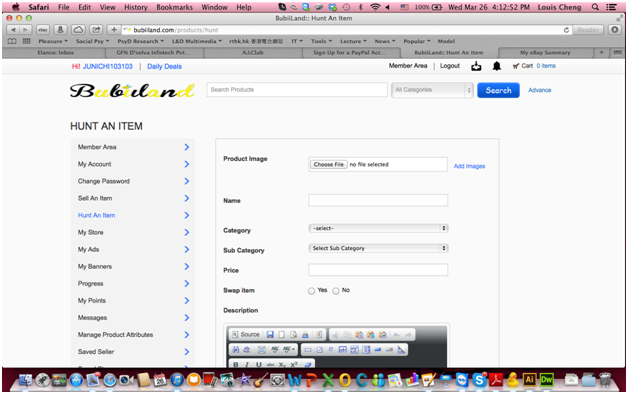 Safari File Edit View History Bookmarks Window Help 100% Wed Mar 26 4:12:52 PM Louis Cheng
BubiiLand:: Hunt An Item
ebay bubiiland.com/products/hunt Reader
Pleasure Social Psy PsyD Research L&D Multimedia rthk.hk 香港電台網站 IT Tools Lecture News Popular Model
Elance: Inbox GFN D'selva Infotech Pvt... A.I.Club Sign Up for a PayPal Acc... BubiiLand:: Hunt An Item My eBay Summary
Hi! JUNICHI103103 | Daily Deals Member Area | Logout Cart 0 items
Bubiland Search Products All Categories Search Advance
HUNT AN ITEM
Member Area
My Account
Change Password
Sell An Item
Hunt An Item
My Store
My Ads
My Banners
Progress
My Points
Messages
Manage Product Attributes
Saved Seller
Product Image Choose File no file selected Add Images
Name
Category -select-
Sub Category Select Sub Category
Price
Swap item Yes No
Description
Source
B I U abc X₂ X²